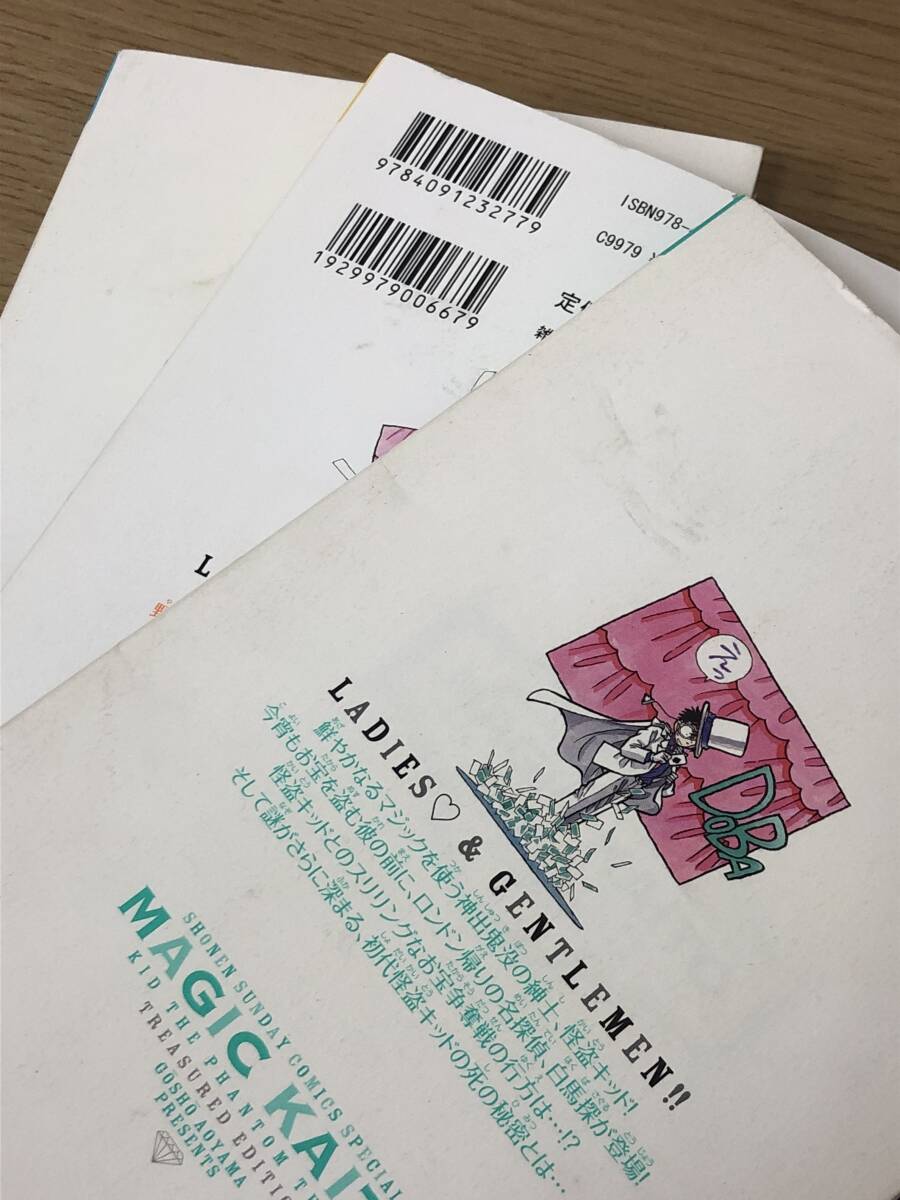 9784091232779
ISBN978-
1929979006679
C9979
定
雑
L
えっ
DoBA
LADIES♡ & GENTLEMEN!!
鮮やかなるマジックを使う神出鬼没の紳士、怪盗キッド!
今宵もお宝を盗む彼の前に、ロンドン帰りの名探偵、白馬探が登場!
怪盗キッドとのスリリングなお宝争奪戦の行方は…!?
そして謎がさらに深まる、初代怪盗キッドの死の秘密とは…
SHONEN SUNDAY COMICS SPECIAL
MAGIC KAI
KID THE PHANTOM TH
TREASURED EDITIO
GOSHO AOYAMA
PRESENTS